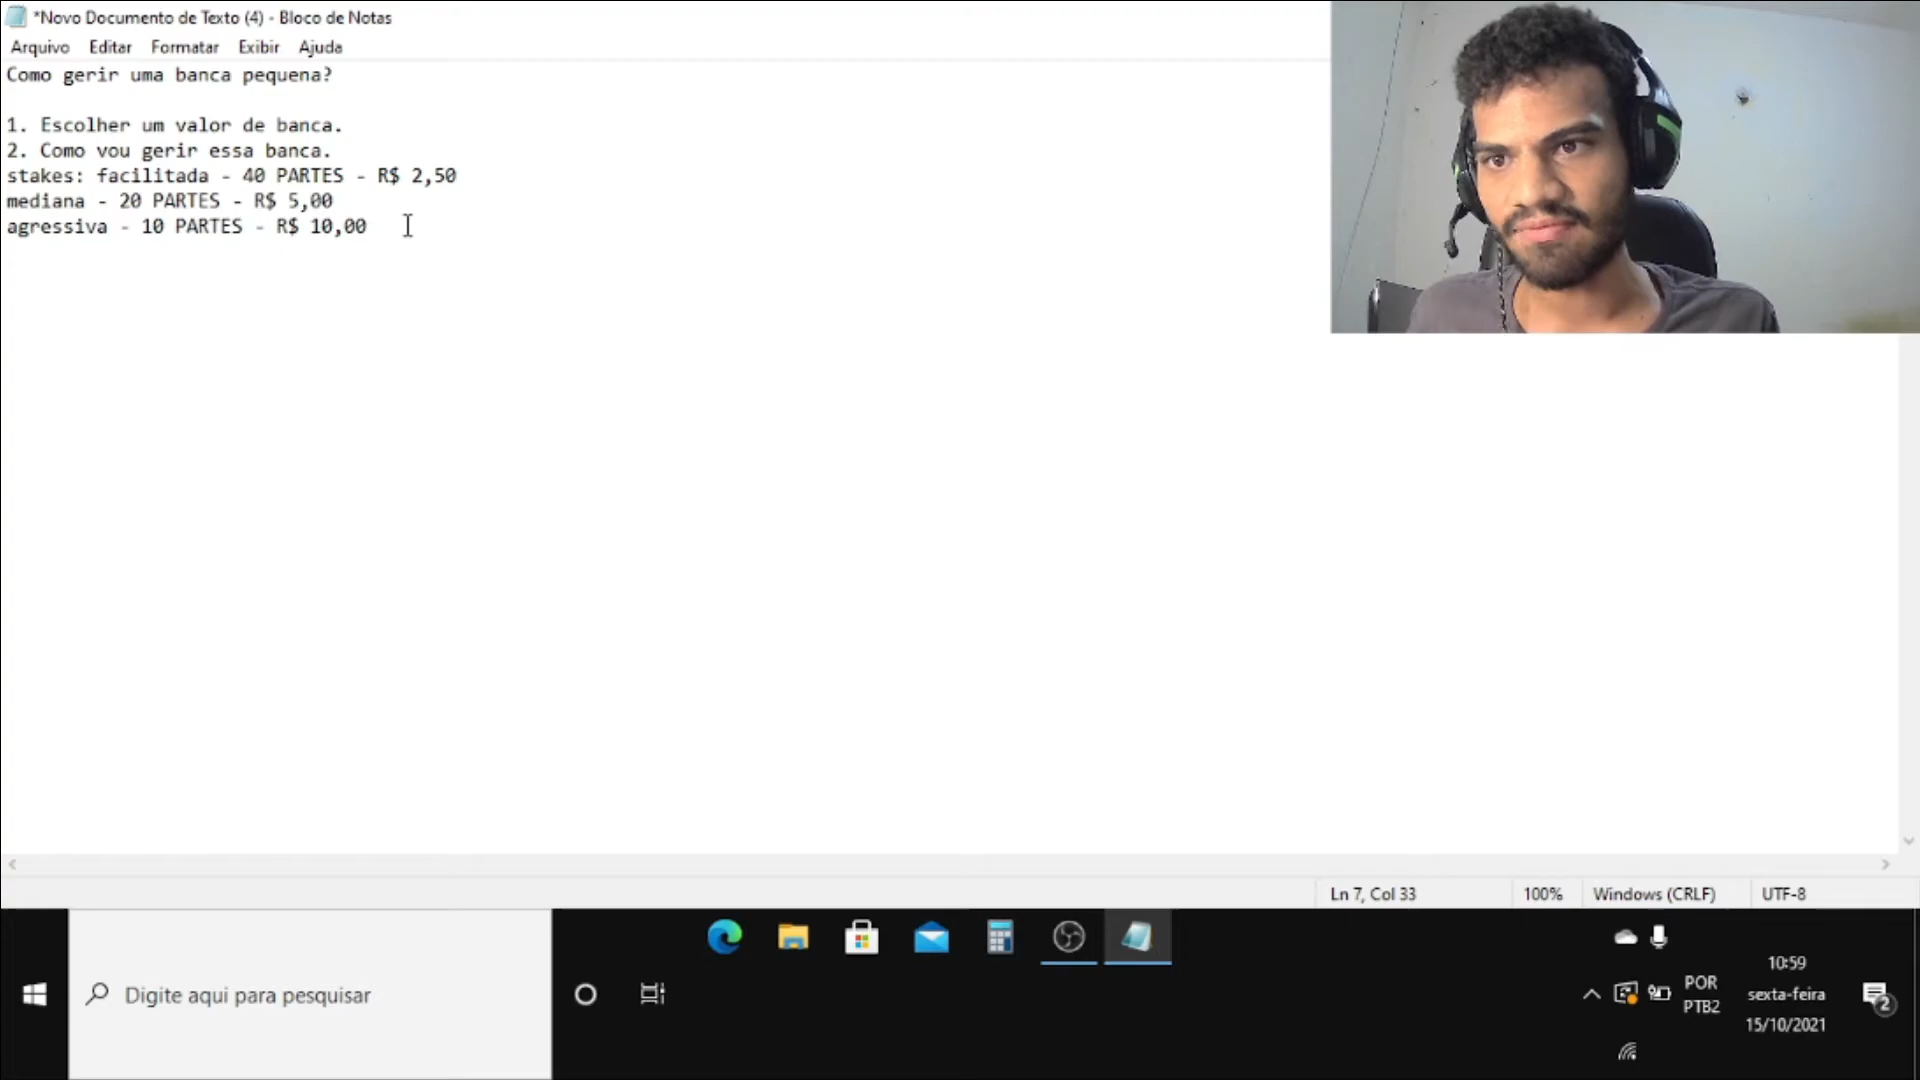 *Novo Documento de Texto (4) - Bloco de Notas
Arquivo Editar Formatar Exibir Ajuda
Como gerir uma banca pequena?
1. Escolher um valor de banca.
2. Como vou gerir essa banca.
stakes: facilitada - 40 PARTES - R$ 2,50
mediana - 20 PARTES - R$ 5,00
agressiva - 10 PARTES - R$ 10,00
Ln 7, Col 33 100% Windows (CRLF) UTF-8
Digite aqui para pesquisar
POR
PTB2
10:59
sexta-feira
15/10/2021
2